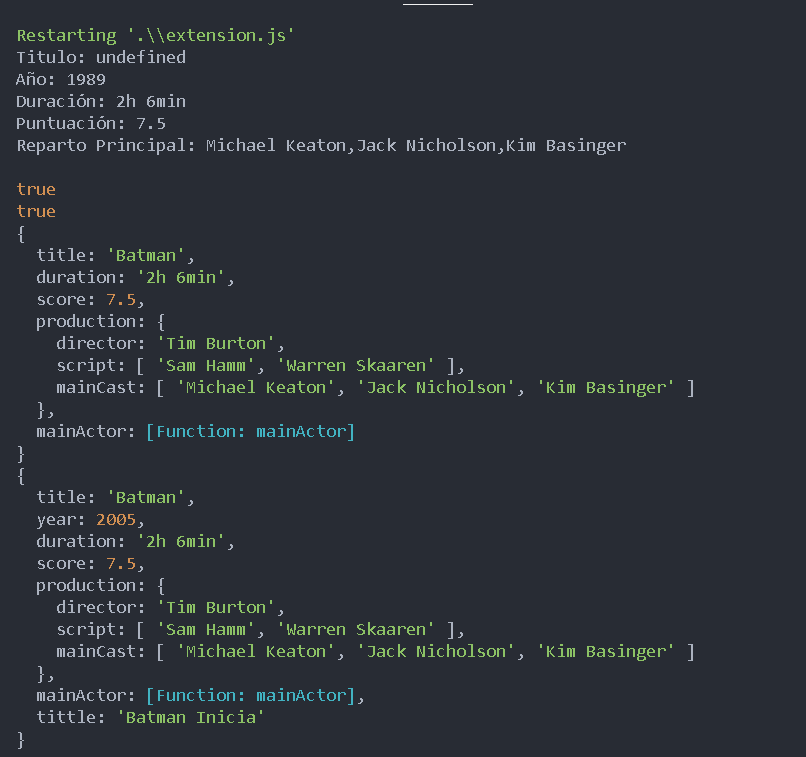 Restarting '.\\extension.js'
Titulo: undefined
Año: 1989
Duración: 2h 6min
Puntuación: 7.5
Reparto Principal: Michael Keaton,Jack Nicholson,Kim Basinger
true
true
{
  title: 'Batman',
  duration: '2h 6min',
  score: 7.5,
  production: {
    director: 'Tim Burton',
    script: [ 'Sam Hamm', 'Warren Skaaren' ],
    mainCast: [ 'Michael Keaton', 'Jack Nicholson', 'Kim Basinger' ]
  },
  mainActor: [Function: mainActor]
}
{
  title: 'Batman',
  year: 2005,
  duration: '2h 6min',
  score: 7.5,
  production: {
    director: 'Tim Burton',
    script: [ 'Sam Hamm', 'Warren Skaaren' ],
    mainCast: [ 'Michael Keaton', 'Jack Nicholson', 'Kim Basinger' ]
  },
  mainActor: [Function: mainActor],
  tittle: 'Batman Inicia'
}